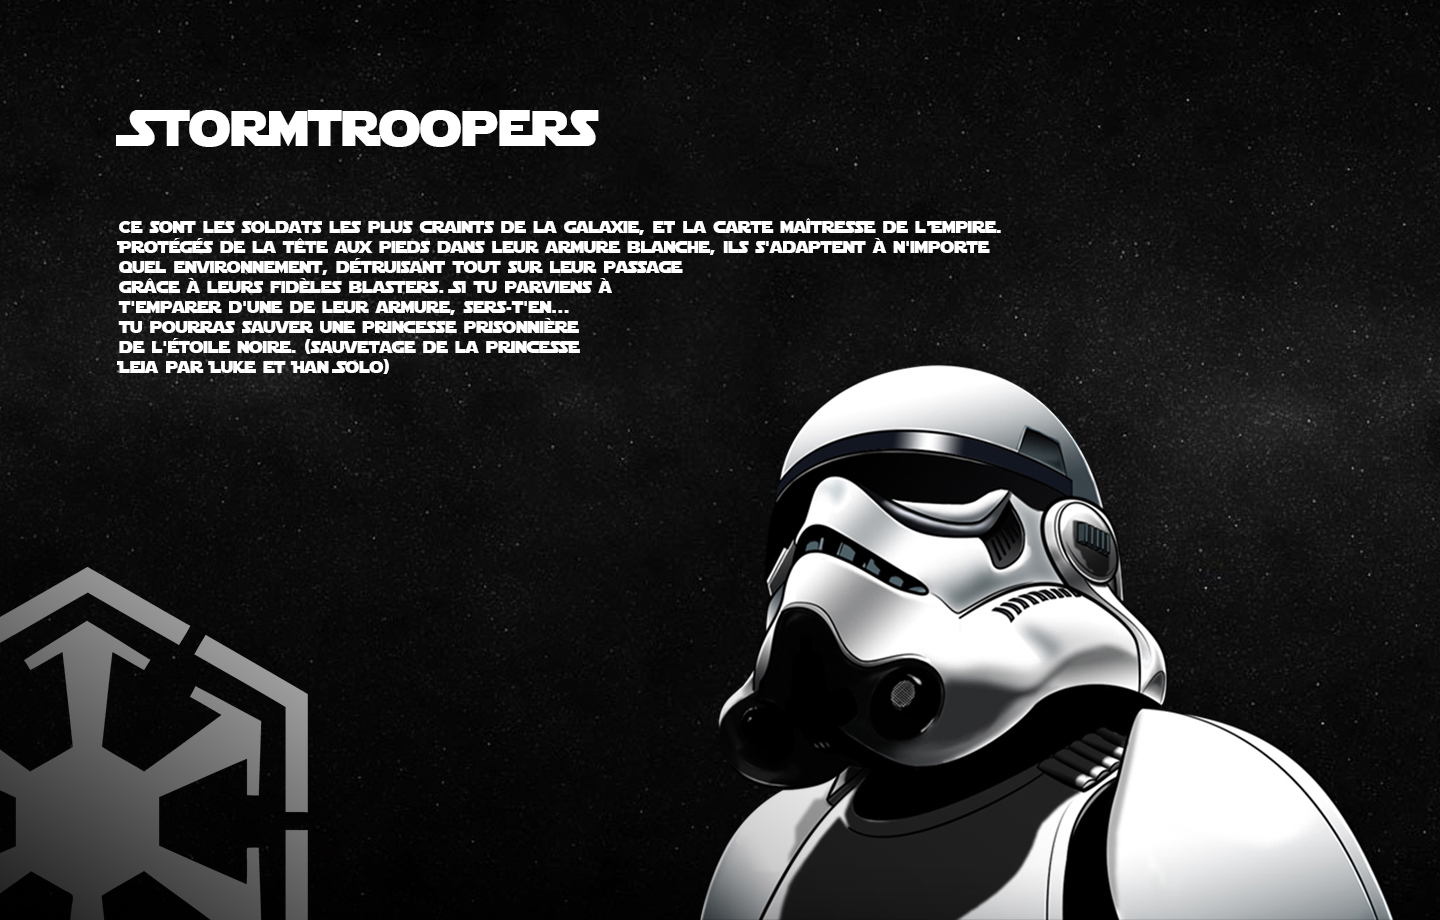 STORMTROOPERS
CE SONT LES SOLDATS LES PLUS CRAINTS DE LA GALAXIE, ET LA CARTE MAÎTRESSE DE L'EMPIRE.
PROTÉGÉS DE LA TÊTE AUX PIEDS DANS LEUR ARMURE BLANCHE, ILS S'ADAPTENT À N'IMPORTE
QUEL ENVIRONNEMENT, DÉTRUISANT TOUT SUR LEUR PASSAGE
GRÂCE À LEURS FIDÈLES BLASTERS. SI TU PARVIENS À
T'EMPARER D'UNE DE LEUR ARMURE, SERS-T'EN...
TU POURRAS SAUVER UNE PRINCESSE PRISONNIÈRE
DE L'ÉTOILE NOIRE. (SAUVETAGE DE LA PRINCESSE
LEIA PAR LUKE ET HAN SOLO)